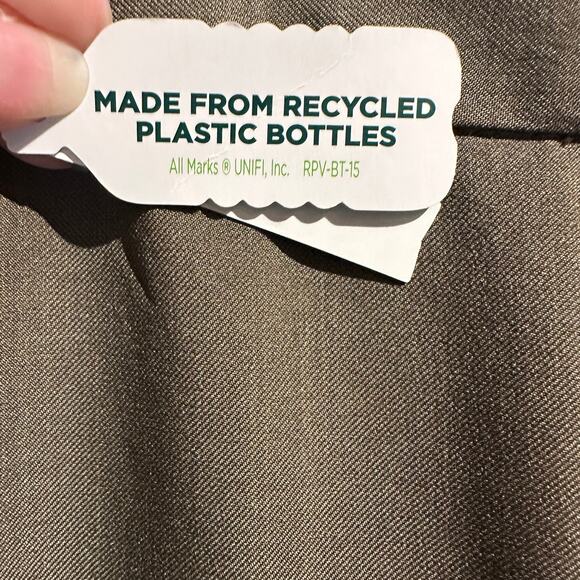 MADE FROM RECYCLED
PLASTIC BOTTLES
All Marks ® UNIFI, Inc. RPV-BT-15